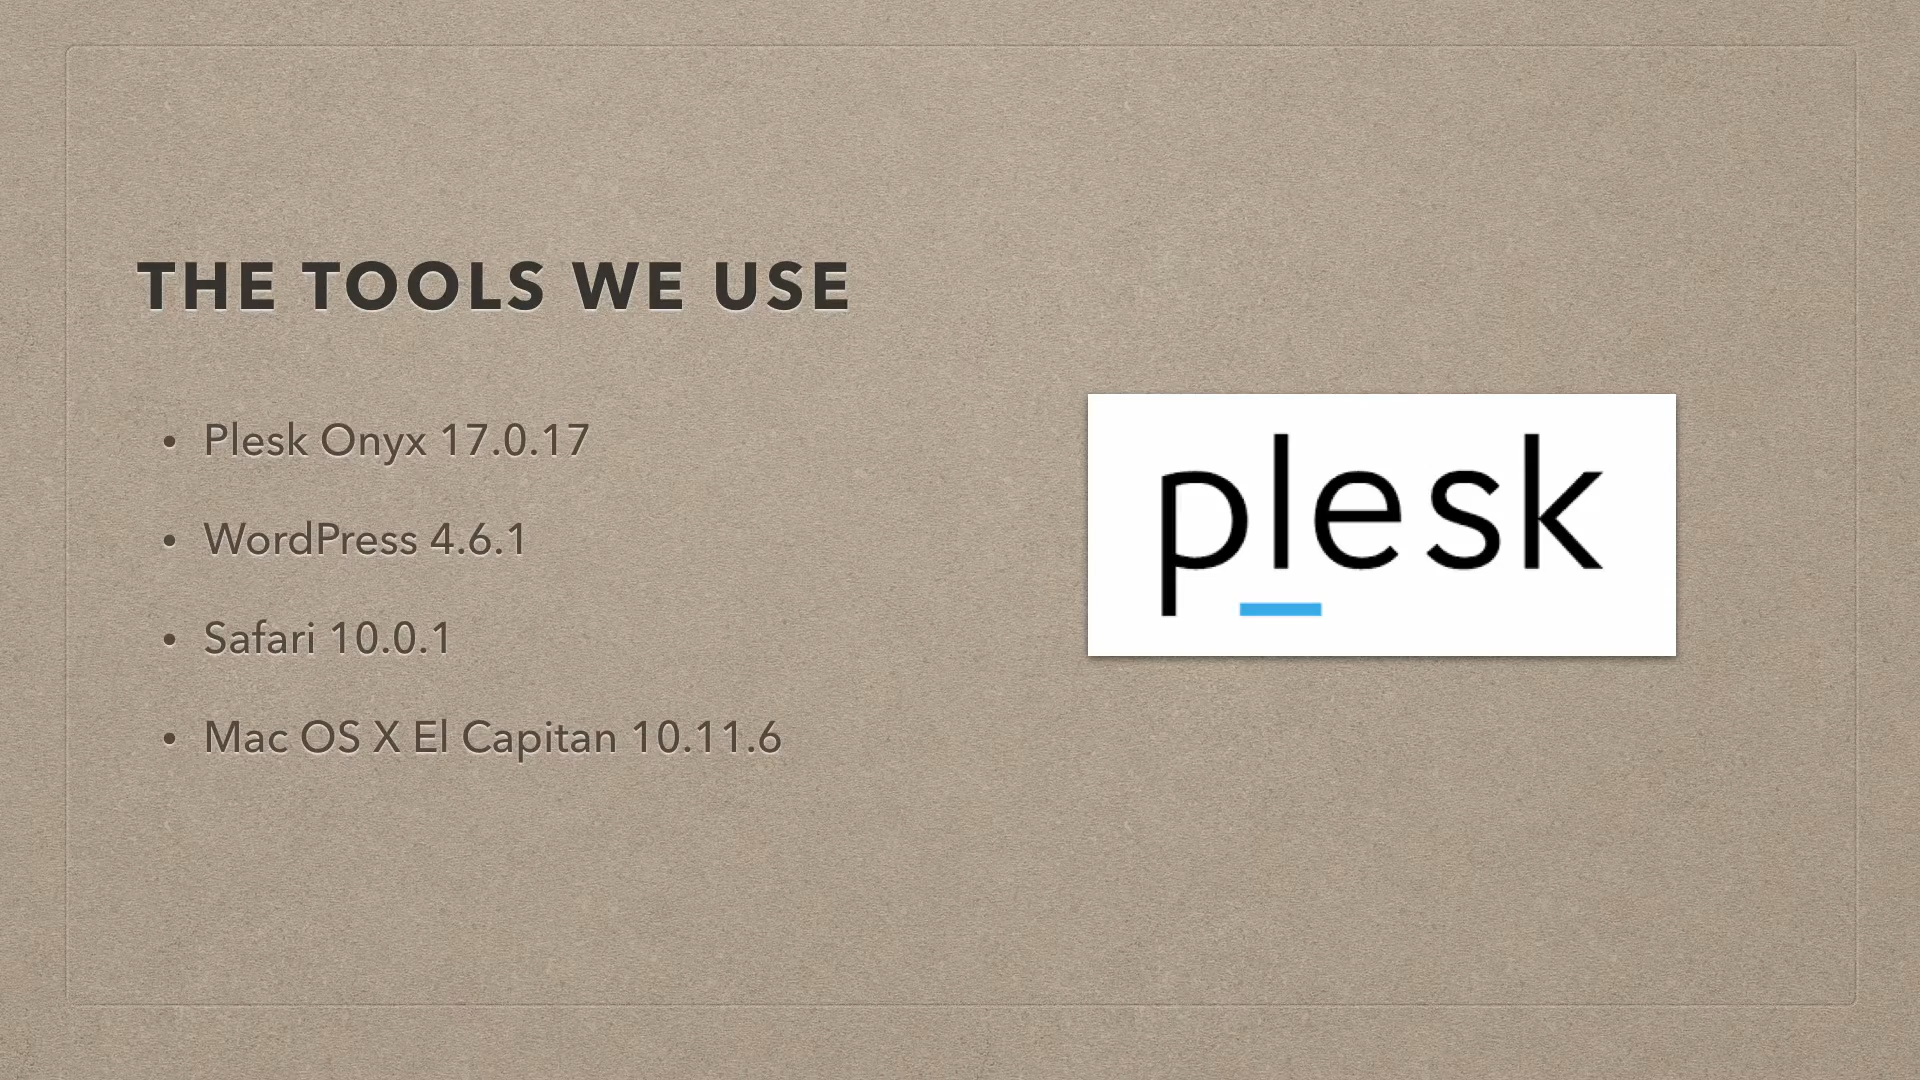 THE TOOLS WE USE
• Plesk Onyx 17.0.17
• WordPress 4.6.1
• Safari 10.0.1
• Mac OS X El Capitan 10.11.6
plesk